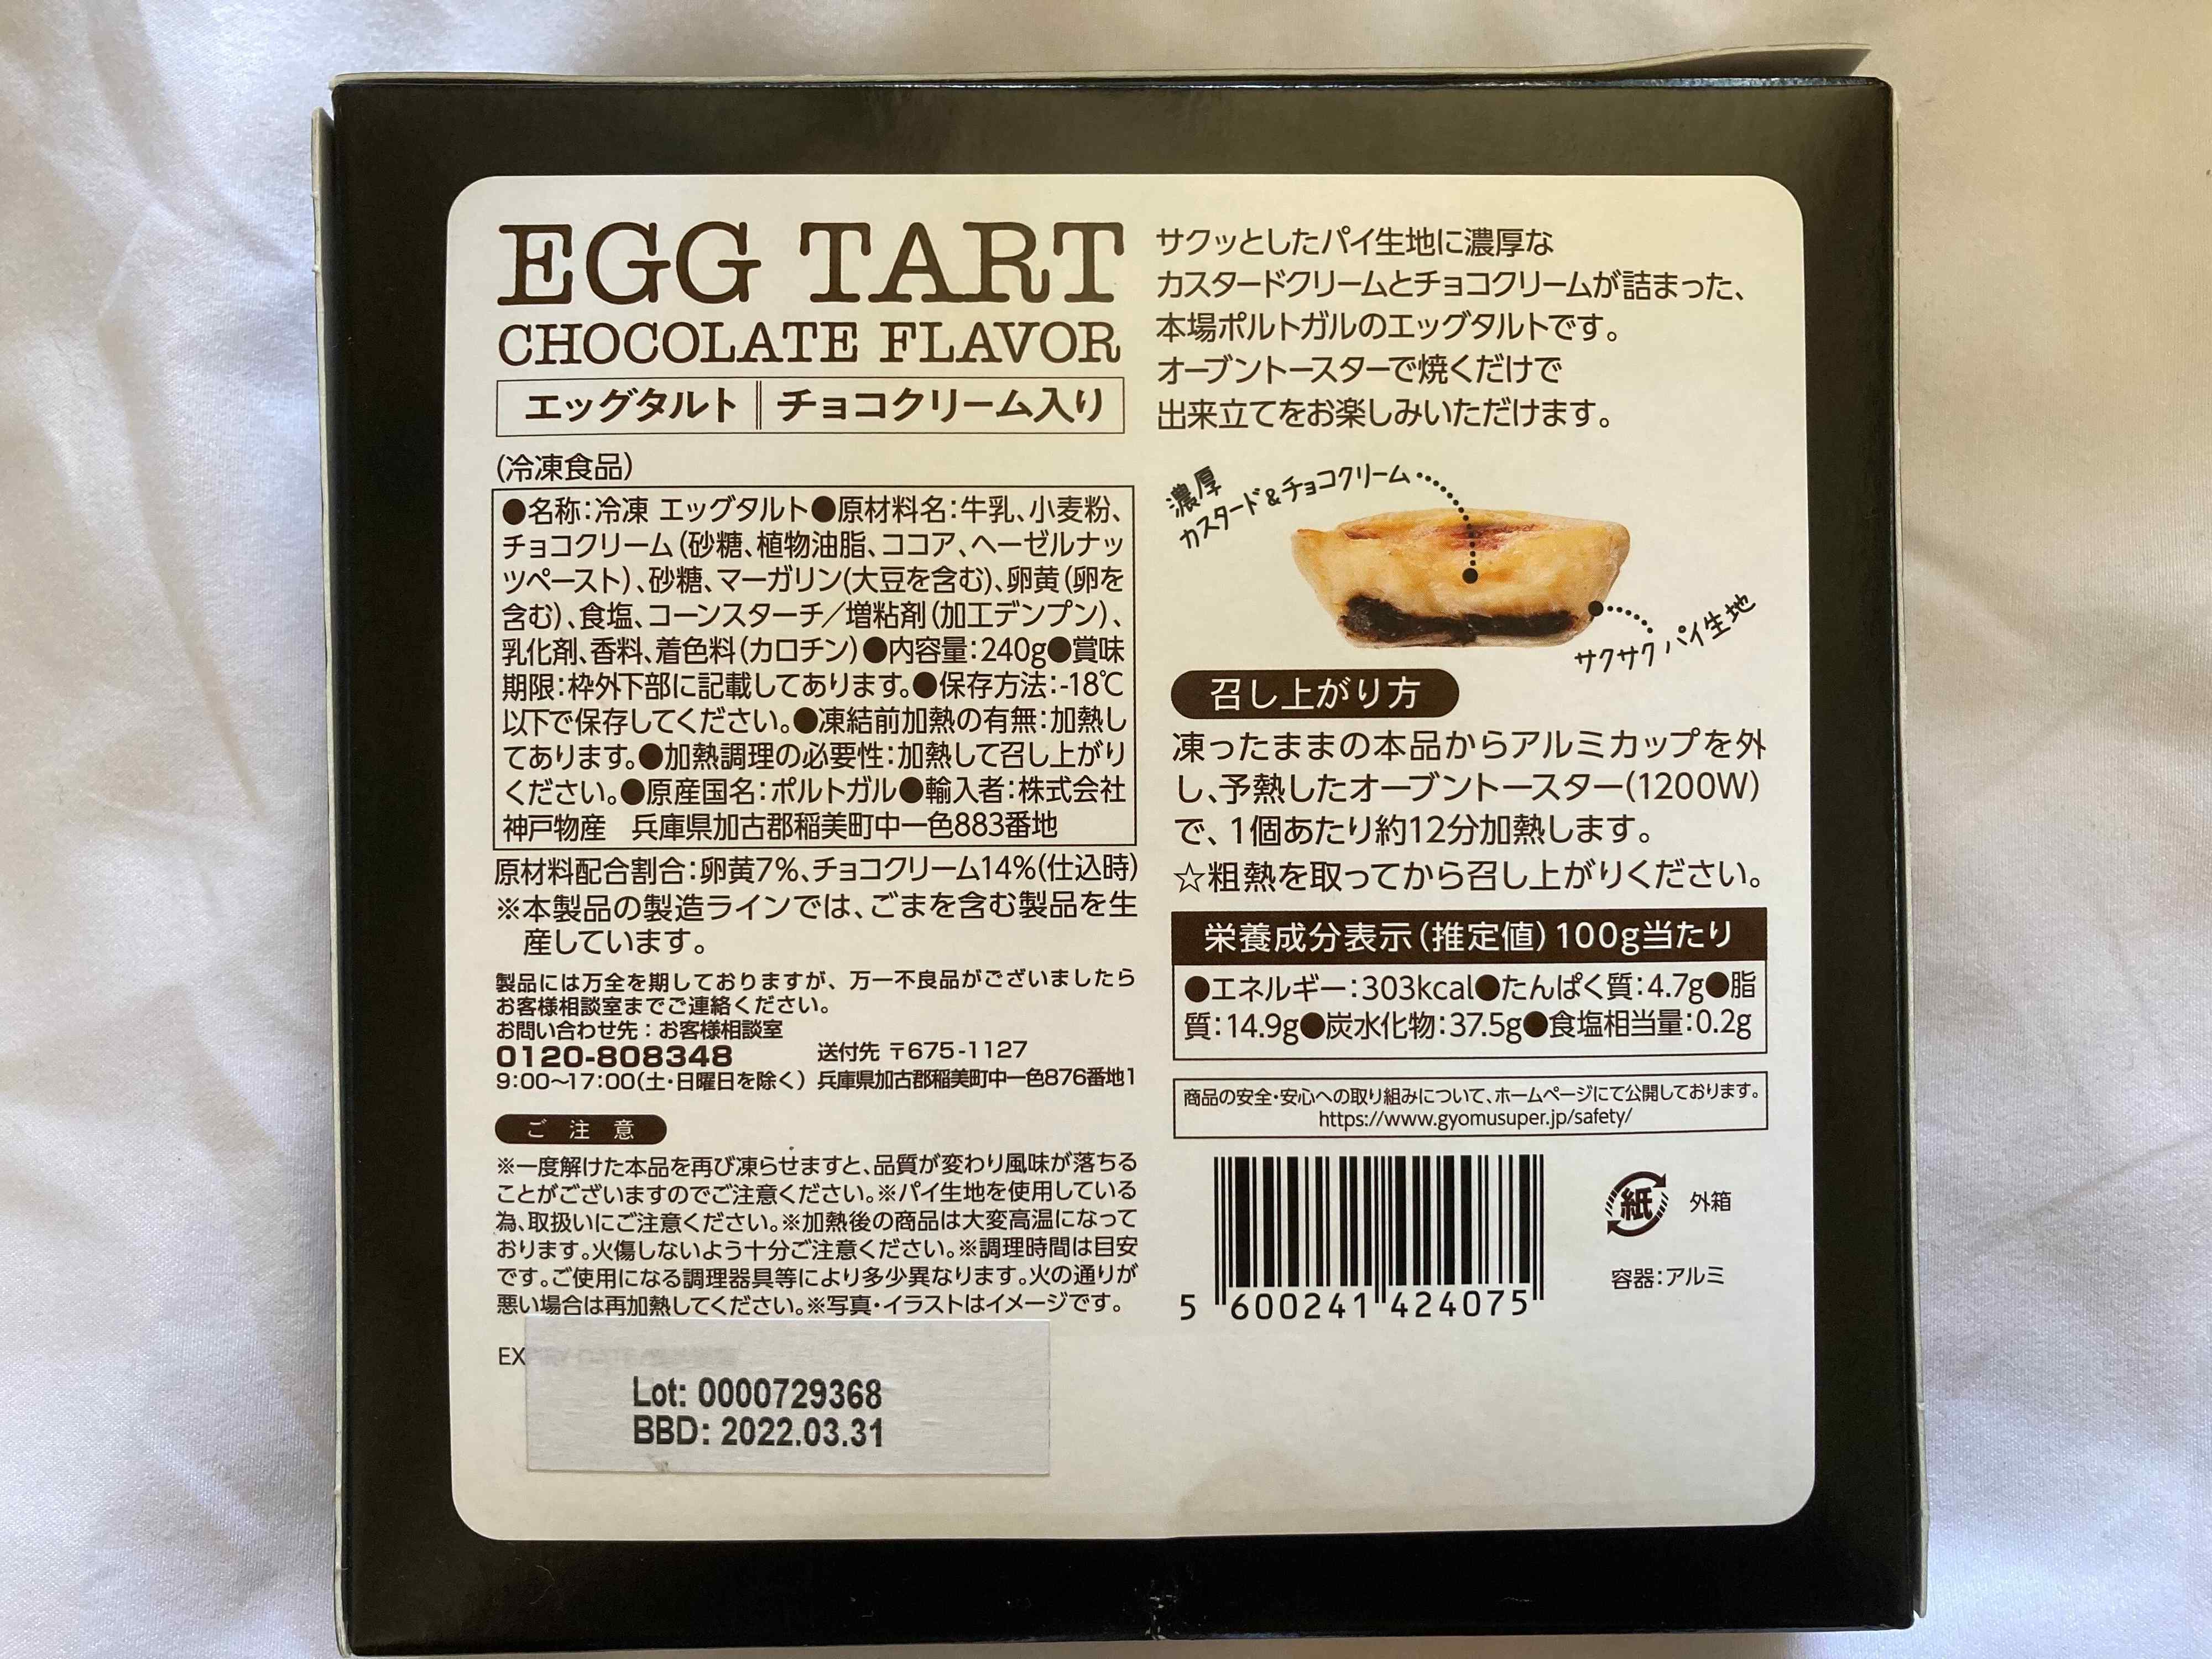 EGG TART
CHOCOLATE FLAVOR
エッグタルト チョコクリーム入り
(冷凍食品)
●名称:冷凍 エッグタルト●原材料名:牛乳、小麦粉、
チョコクリーム(砂糖、植物油脂、ココア、ヘーゼルナッ
ツペースト)、砂糖、マーガリン(大豆を含む)、卵黄(卵を
含む)、食塩、コーンスターチ/増粘剤(加工デンプン)、
乳化剤、香料、着色料(カロチン)●内容量:240g●賞味
期限:枠外下部に記載してあります。●保存方法:-18℃
以下で保存してください。●凍結前加熱の有無:加熱し
てあります。●加熱調理の必要性:加熱して召し上がり
ください。●原産国名:ポルトガル●輸入者:株式会社
神戸物産 兵庫県加古郡稲美町中一色883番地
原材料配合割合:卵黄7%、チョコクリーム14%(仕込時)
※本製品の製造ラインでは、ごまを含む製品を生
産しています。
製品には万全を期しておりますが、万一不良品がございましたら
お客様相談室までご連絡ください。
お問い合わせ先:お客様相談室
0120-808348 送付先 〒675-1127
9:00~17:00(土・日曜日を除く) 兵庫県加古郡稲美町中一色876番地1
ご注意
※一度解けた本品を再び凍らせますと、品質が変わり風味が落ちる
ことがございますのでご注意ください。※パイ生地を使用している
為、取扱いにご注意ください。※加熱後の商品は大変高温になって
おります。火傷しないよう十分ご注意ください。※調理時間は目安
です。ご使用になる調理器具等により多少異なります。火の通りが
悪い場合は再加熱してください。※写真・イラストはイメージです。
EX
Lot: 0000729368
BBD: 2022.03.31
サクッとしたパイ生地に濃厚な
カスタードクリームとチョコクリームが詰まった、
本場ポルトガルのエッグタルトです。
オーブントースターで焼くだけで
出来立てをお楽しみいただけます。
濃厚
カスタード&チョコクリーム
サクサクパイ生地
召し上がり方
凍ったままの本品からアルミカップを外
し、予熱したオーブントースター(1200W)
で、1個あたり約12分加熱します。
☆粗熱を取ってから召し上がりください。
栄養成分表示(推定値)100g当たり
●エネルギー:303kcal●たんぱく質:4.7g●脂
質:14.9g●炭水化物:37.5g●食塩相当量:0.2g
商品の安全・安心への取り組みについて、ホームページにて公開しております。
https://www.gyomusuper.jp/safety/
紙 外箱
容器:アルミ
5 600241 424075